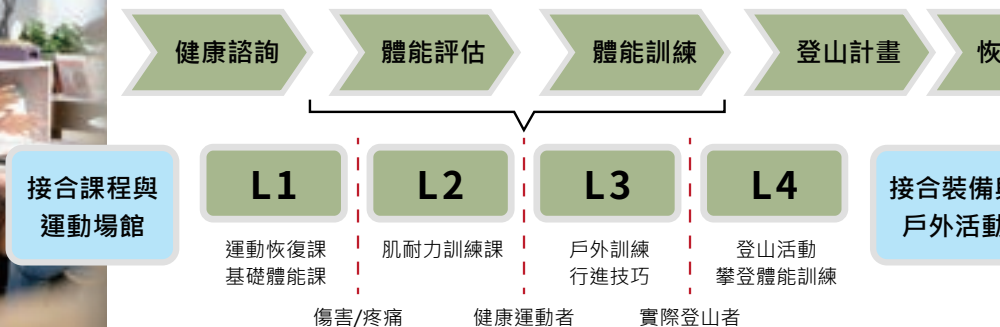 健康諮詢
體能評估
體能訓練
登山計畫
恢
接合課程與
運動場館
L1
L2
L3
L4
接合裝備
戶外活動
運動恢復課
基礎體能課
肌耐力訓練課
戶外訓練
行進技巧
登山活動
攀登體能訓練
傷害/疼痛
健康運動者
實際登山者